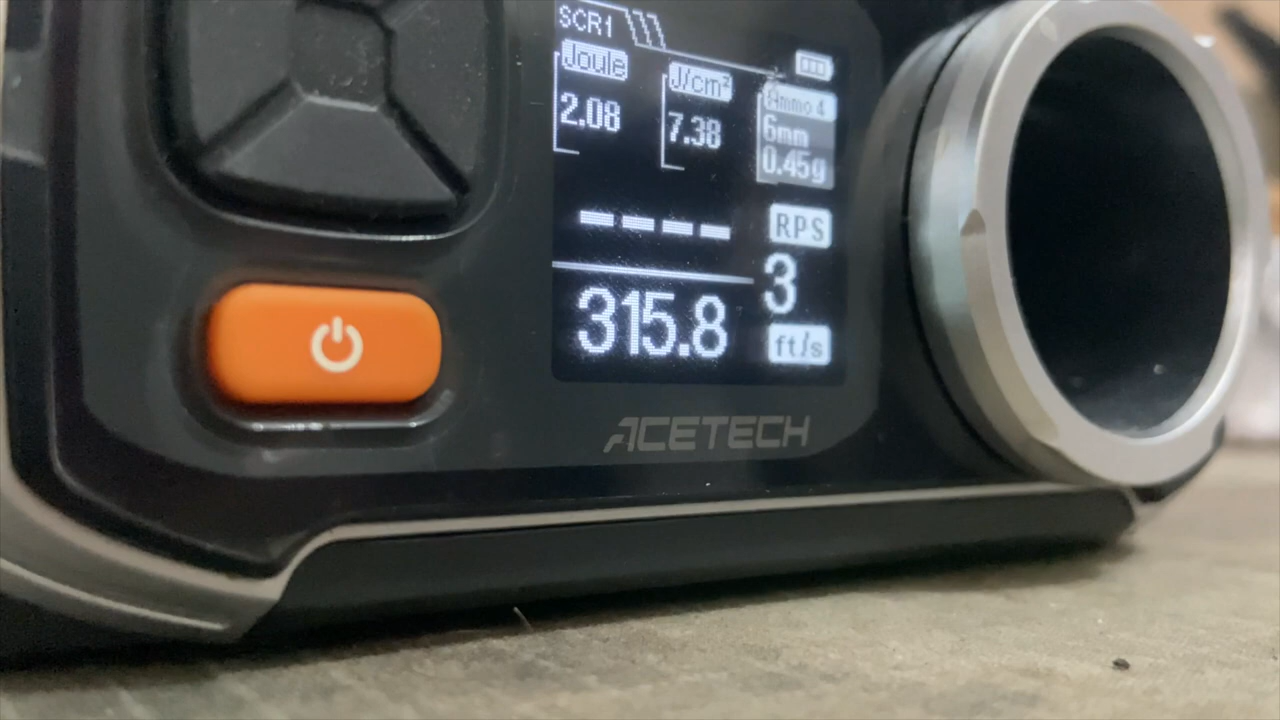 SCR1
Joule
2.08
J/cm²
7.38
Ammo 4
6mm
0.45g
----
RPS
3
315.8
ft/s
ACETECH